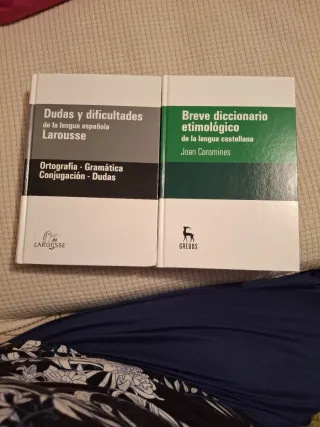 Dudas y dificultades
de la lengua española
Larousse
Ortografía - Gramática
Conjugación - Dudas
LAROUSSE
Breve diccionario
etimológico
de la lengua castellana
Joan Coromines
GREDOS